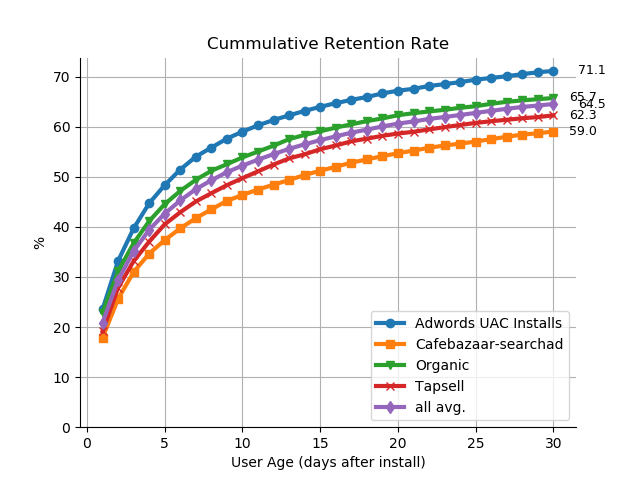 Cummulative Retention Rate
%
70
60
50
40
30
20
10
0
71.1
65.7
64.5
62.3
59.0
Adwords UAC Installs
Cafebazaar-searchad
Organic
Tapsell
all avg.
0 5 10 15 20 25 30
User Age (days after install)